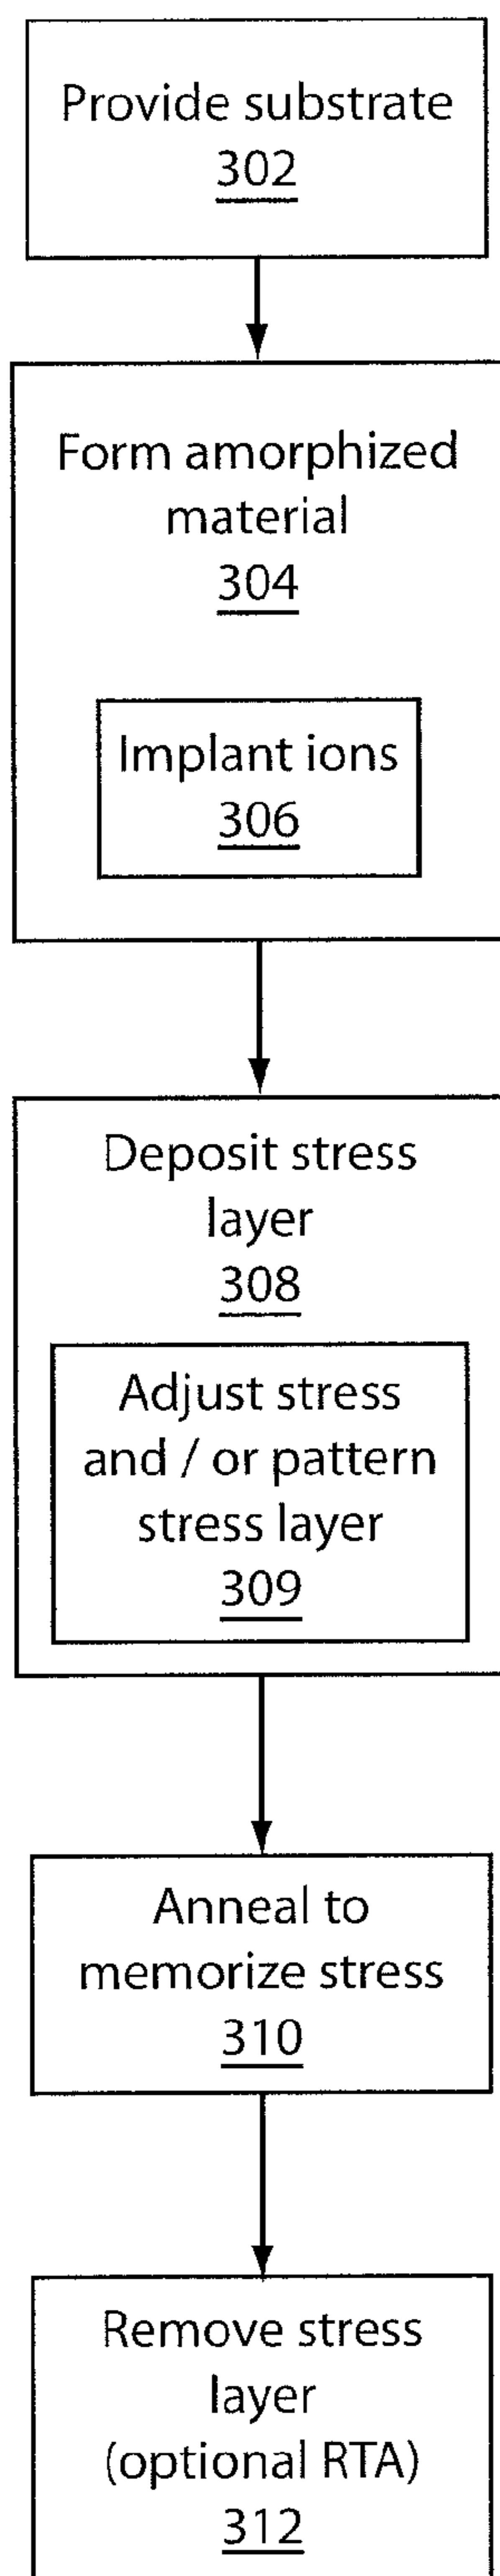 Provide substrate
302
Form amorphized
material
304
Implant ions
306
Deposit stress
layer
308
Adjust stress
and / or pattern
stress layer
309
Anneal to
memorize stress
310
Remove stress
layer
(optional RTA)
312